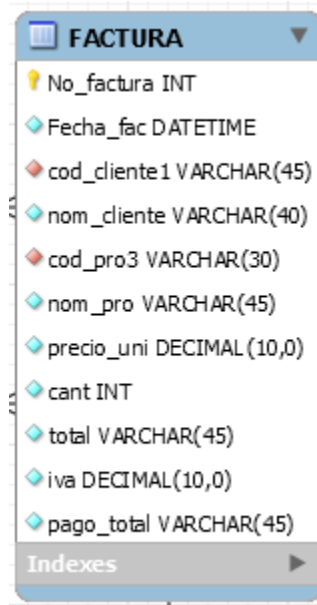 FACTURA
No_factura INT
Fecha_fac DATETIME
cod_cliente1 VARCHAR(45)
nom_cliente VARCHAR(40)
cod_pro3 VARCHAR(30)
nom_pro VARCHAR(45)
precio_uni DECIMAL(10,0)
cant INT
total VARCHAR(45)
iva DECIMAL(10,0)
pago_total VARCHAR(45)
Indexes